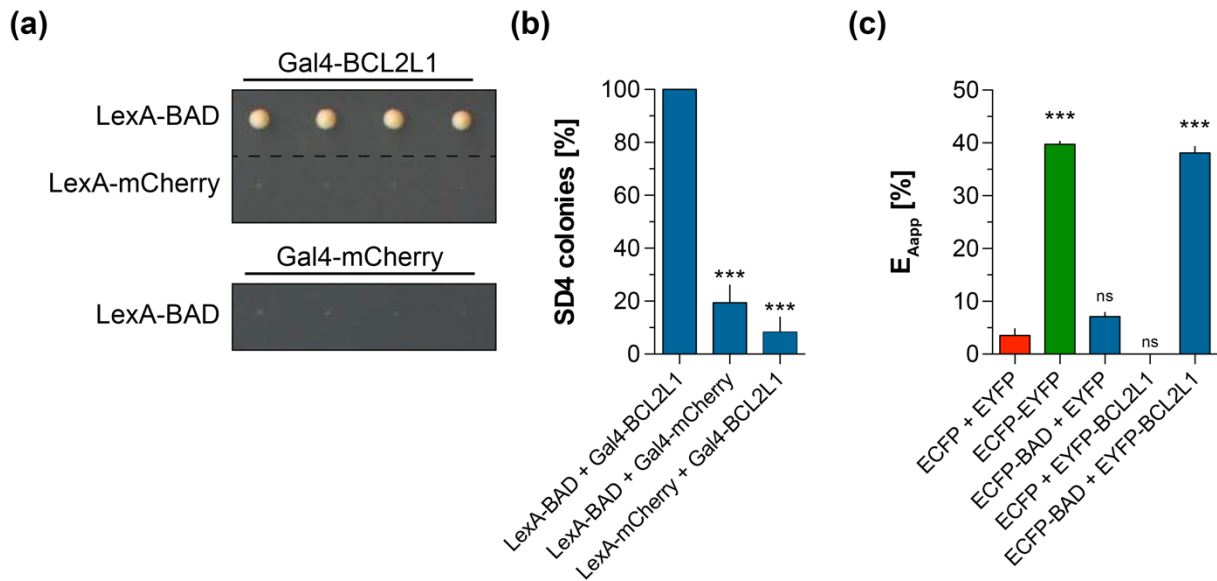 (a)
Gal4-BCL2L1
LexA-BAD
LexA-mCherry
Gal4-mCherry
LexA-BAD
(b)
SD4 colonies [%]
100
80
60
40
20
0
***
***
LexA-BAD + Gal4-BCL2L1
LexA-BAD + Gal4-mCherry
LexA-mCherry + Gal4-BCL2L1
(c)
EAapp [%]
50
40
30
20
10
0
***
ns
ns
***
ECFP + EYFP
ECFP-EYFP
ECFP-BAD + EYFP
ECFP + EYFP-BCL2L1
ECFP-BAD + EYFP-BCL2L1